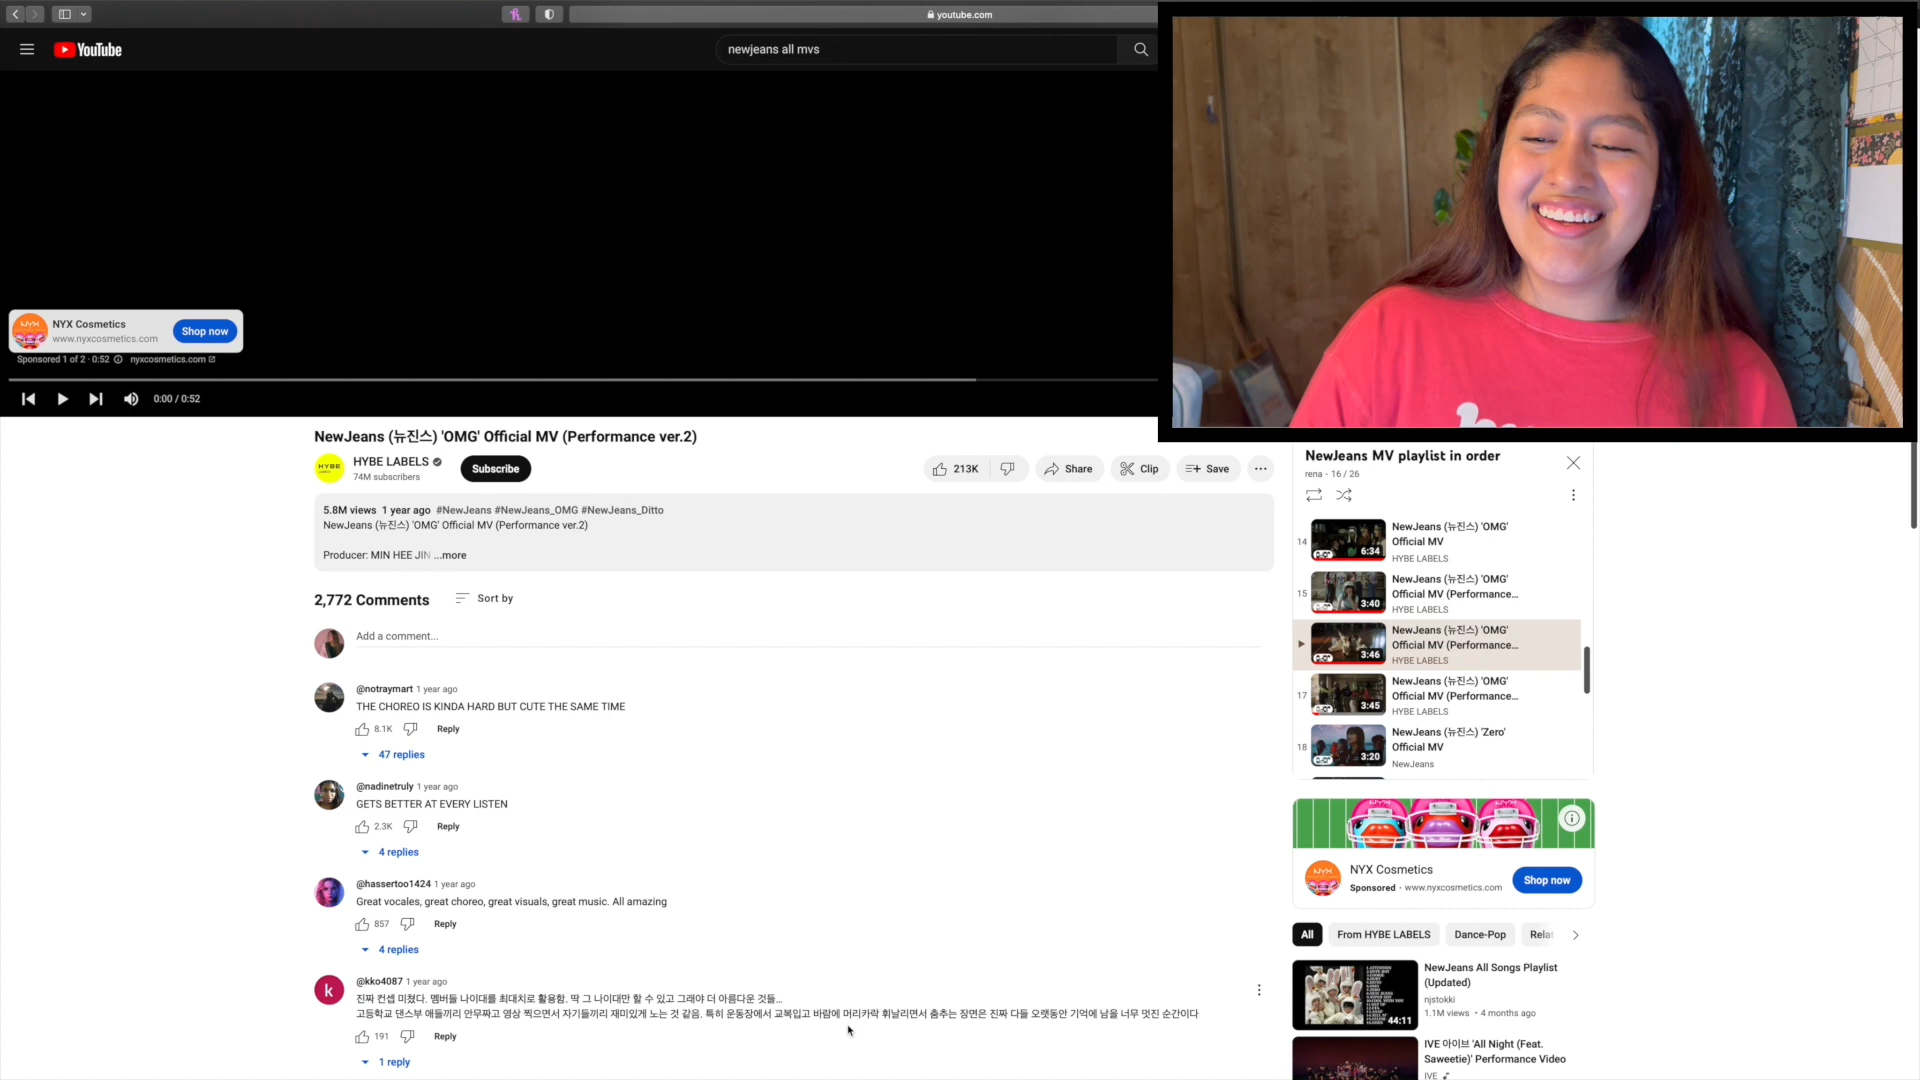 youtube.com
YouTube
newjeans all mvs
NYX Cosmetics
www.nyxcosmetics.com
Shop now
Sponsored 1 of 2 · 0:52
nyxcosmetics.com
0:00 / 0:52
NewJeans (뉴진스) 'OMG' Official MV (Performance ver.2)
HYBE LABELS
74M subscribers
Subscribe
213K
Share
Clip
Save
5.8M views 1 year ago #NewJeans #NewJeans_OMG #NewJeans_Ditto
NewJeans (뉴진스) 'OMG' Official MV (Performance ver.2)
Producer: MIN HEE JIN ...more
2,772 Comments
Sort by
Add a comment...
@notraymart 1 year ago
THE CHOREO IS KINDA HARD BUT CUTE THE SAME TIME
8.1K
Reply
47 replies
@nadinetruly 1 year ago
GETS BETTER AT EVERY LISTEN
2.3K
Reply
4 replies
@hassertoo1424 1 year ago
Great vocales, great choreo, great visuals, great music. All amazing
857
Reply
4 replies
k
@kko4087 1 year ago
진짜 컨셉 미쳤다. 멤버들 나이대를 최대치로 활용함. 딱 그 나이대만 할 수 있고 그래야 더 아름다운 것들...
고등학교 댄스부 애들끼리 안무짜고 영상 찍으면서 자기들끼리 재미있게 노는 것 같음. 특히 운동장에서 교복입고 바람에 머리카락 휘날리면서 춤추는 장면은 진짜 다들 오랫동안 기억에 남을 너무 멋진 순간이다
191
Reply
1 reply
NewJeans MV playlist in order
rena - 16 / 26
14
6:34
NewJeans (뉴진스) 'OMG'
Official MV
HYBE LABELS
15
3:40
NewJeans (뉴진스) 'OMG'
Official MV (Performance...
HYBE LABELS
3:46
NewJeans (뉴진스) 'OMG'
Official MV (Performance...
HYBE LABELS
17
3:45
NewJeans (뉴진스) 'OMG'
Official MV (Performance...
HYBE LABELS
18
3:20
NewJeans (뉴진스) 'Zero'
Official MV
NewJeans
NYX Cosmetics
Sponsored · www.nyxcosmetics.com
Shop now
All
From HYBE LABELS
Dance-Pop
Rela
44:11
NewJeans All Songs Playlist
(Updated)
njstokki
1.1M views · 4 months ago
IVE 아이브 'All Night (Feat.
Saweetie)' Performance Video
IVE